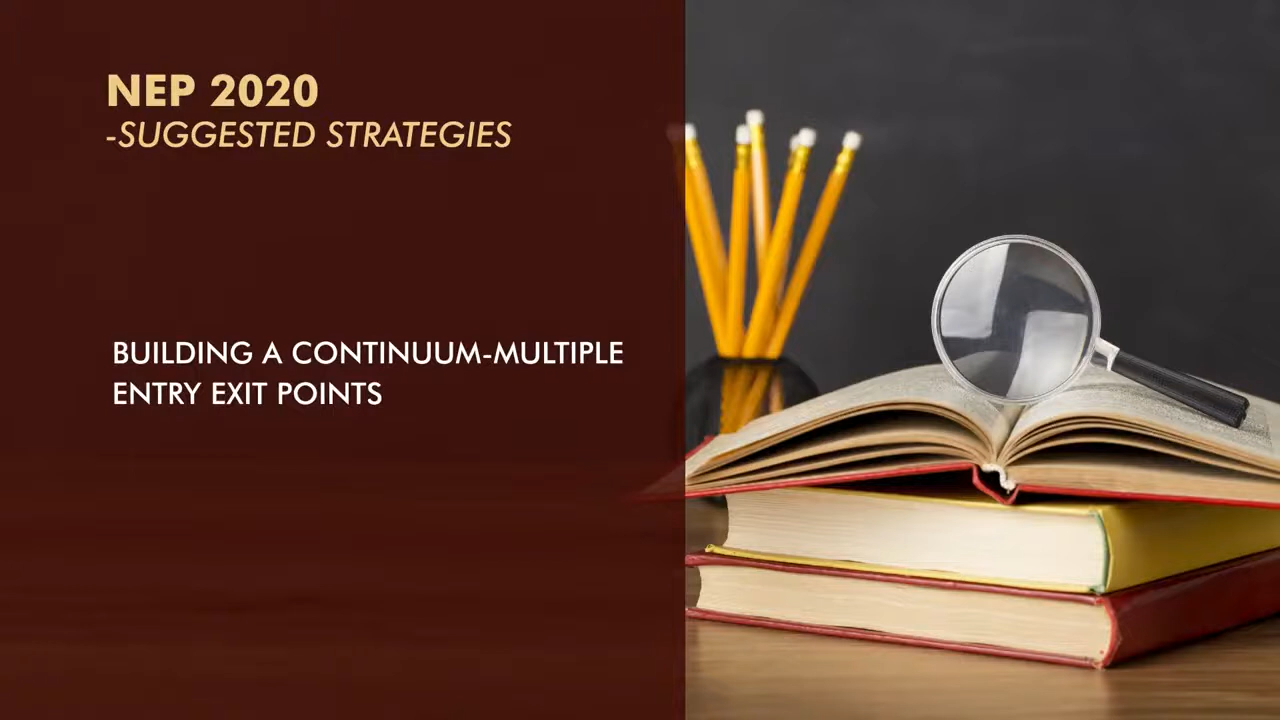 NEP 2020
-SUGGESTED STRATEGIES
BUILDING A CONTINUUM-MULTIPLE
ENTRY EXIT POINTS